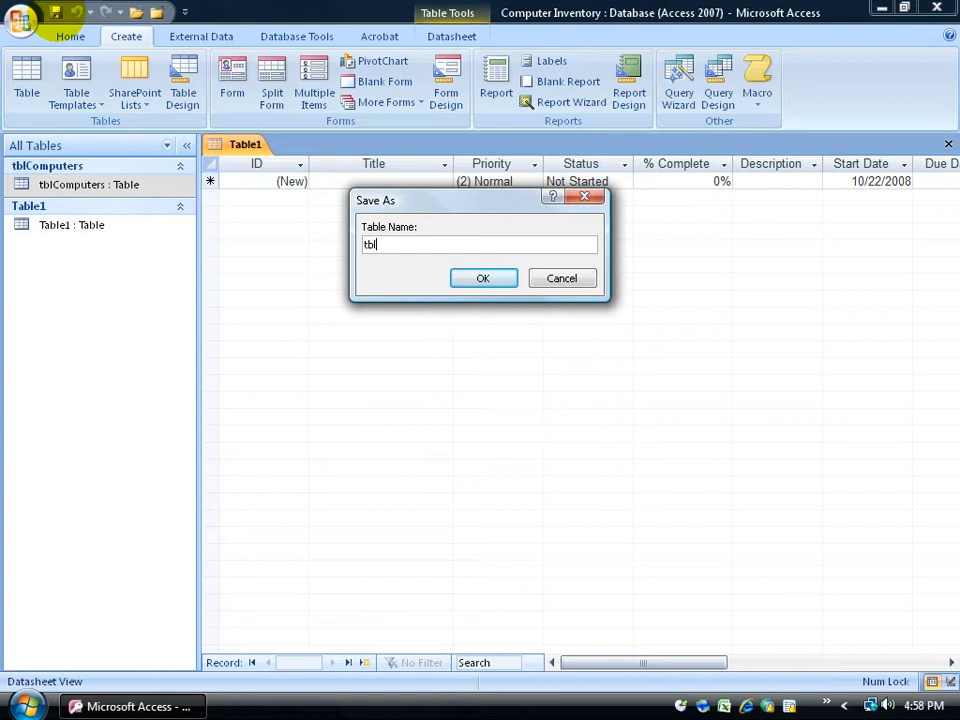 Table Tools Computer Inventory : Database (Access 2007) - Microsoft Access
Home Create External Data Database Tools Acrobat Datasheet
Table
Table Templates
SharePoint Lists
Table Design
Tables
Form
Split Form
Multiple Items
PivotChart
Blank Form
More Forms
Form Design
Forms
Report
Labels
Blank Report
Report Wizard
Report Design
Reports
Query Wizard
Query Design
Macro
Other
All Tables
tblComputers
tblComputers : Table
Table1
Table1 : Table
Table1
ID Title Priority Status % Complete Description Start Date Due D
(New) (2) Normal Not Started 0% 10/22/2008
Save As
Table Name:
tbl
OK Cancel
Record: No Filter Search
Datasheet View Num Lock
Microsoft Access - ... 4:58 PM